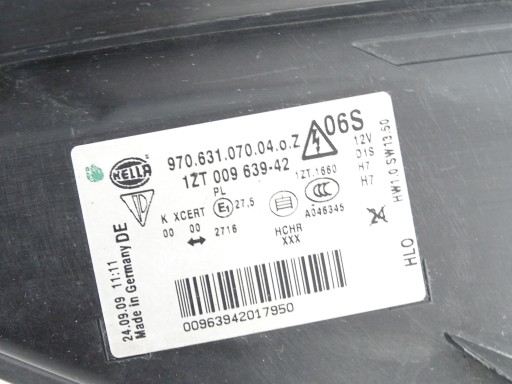 HELLA
970.631.070.04.o.Z
06S
1ZT 009 639-42
PL
K XCERT
00 00
E1
27,5
2716
HCHR
XXX
1ZT.1660
CCC
A046345
12V
D1S
H7
H7
HW1.0 SW13.50
HLO
24.09.09 11:11
Made in Germany DE
00963942017950